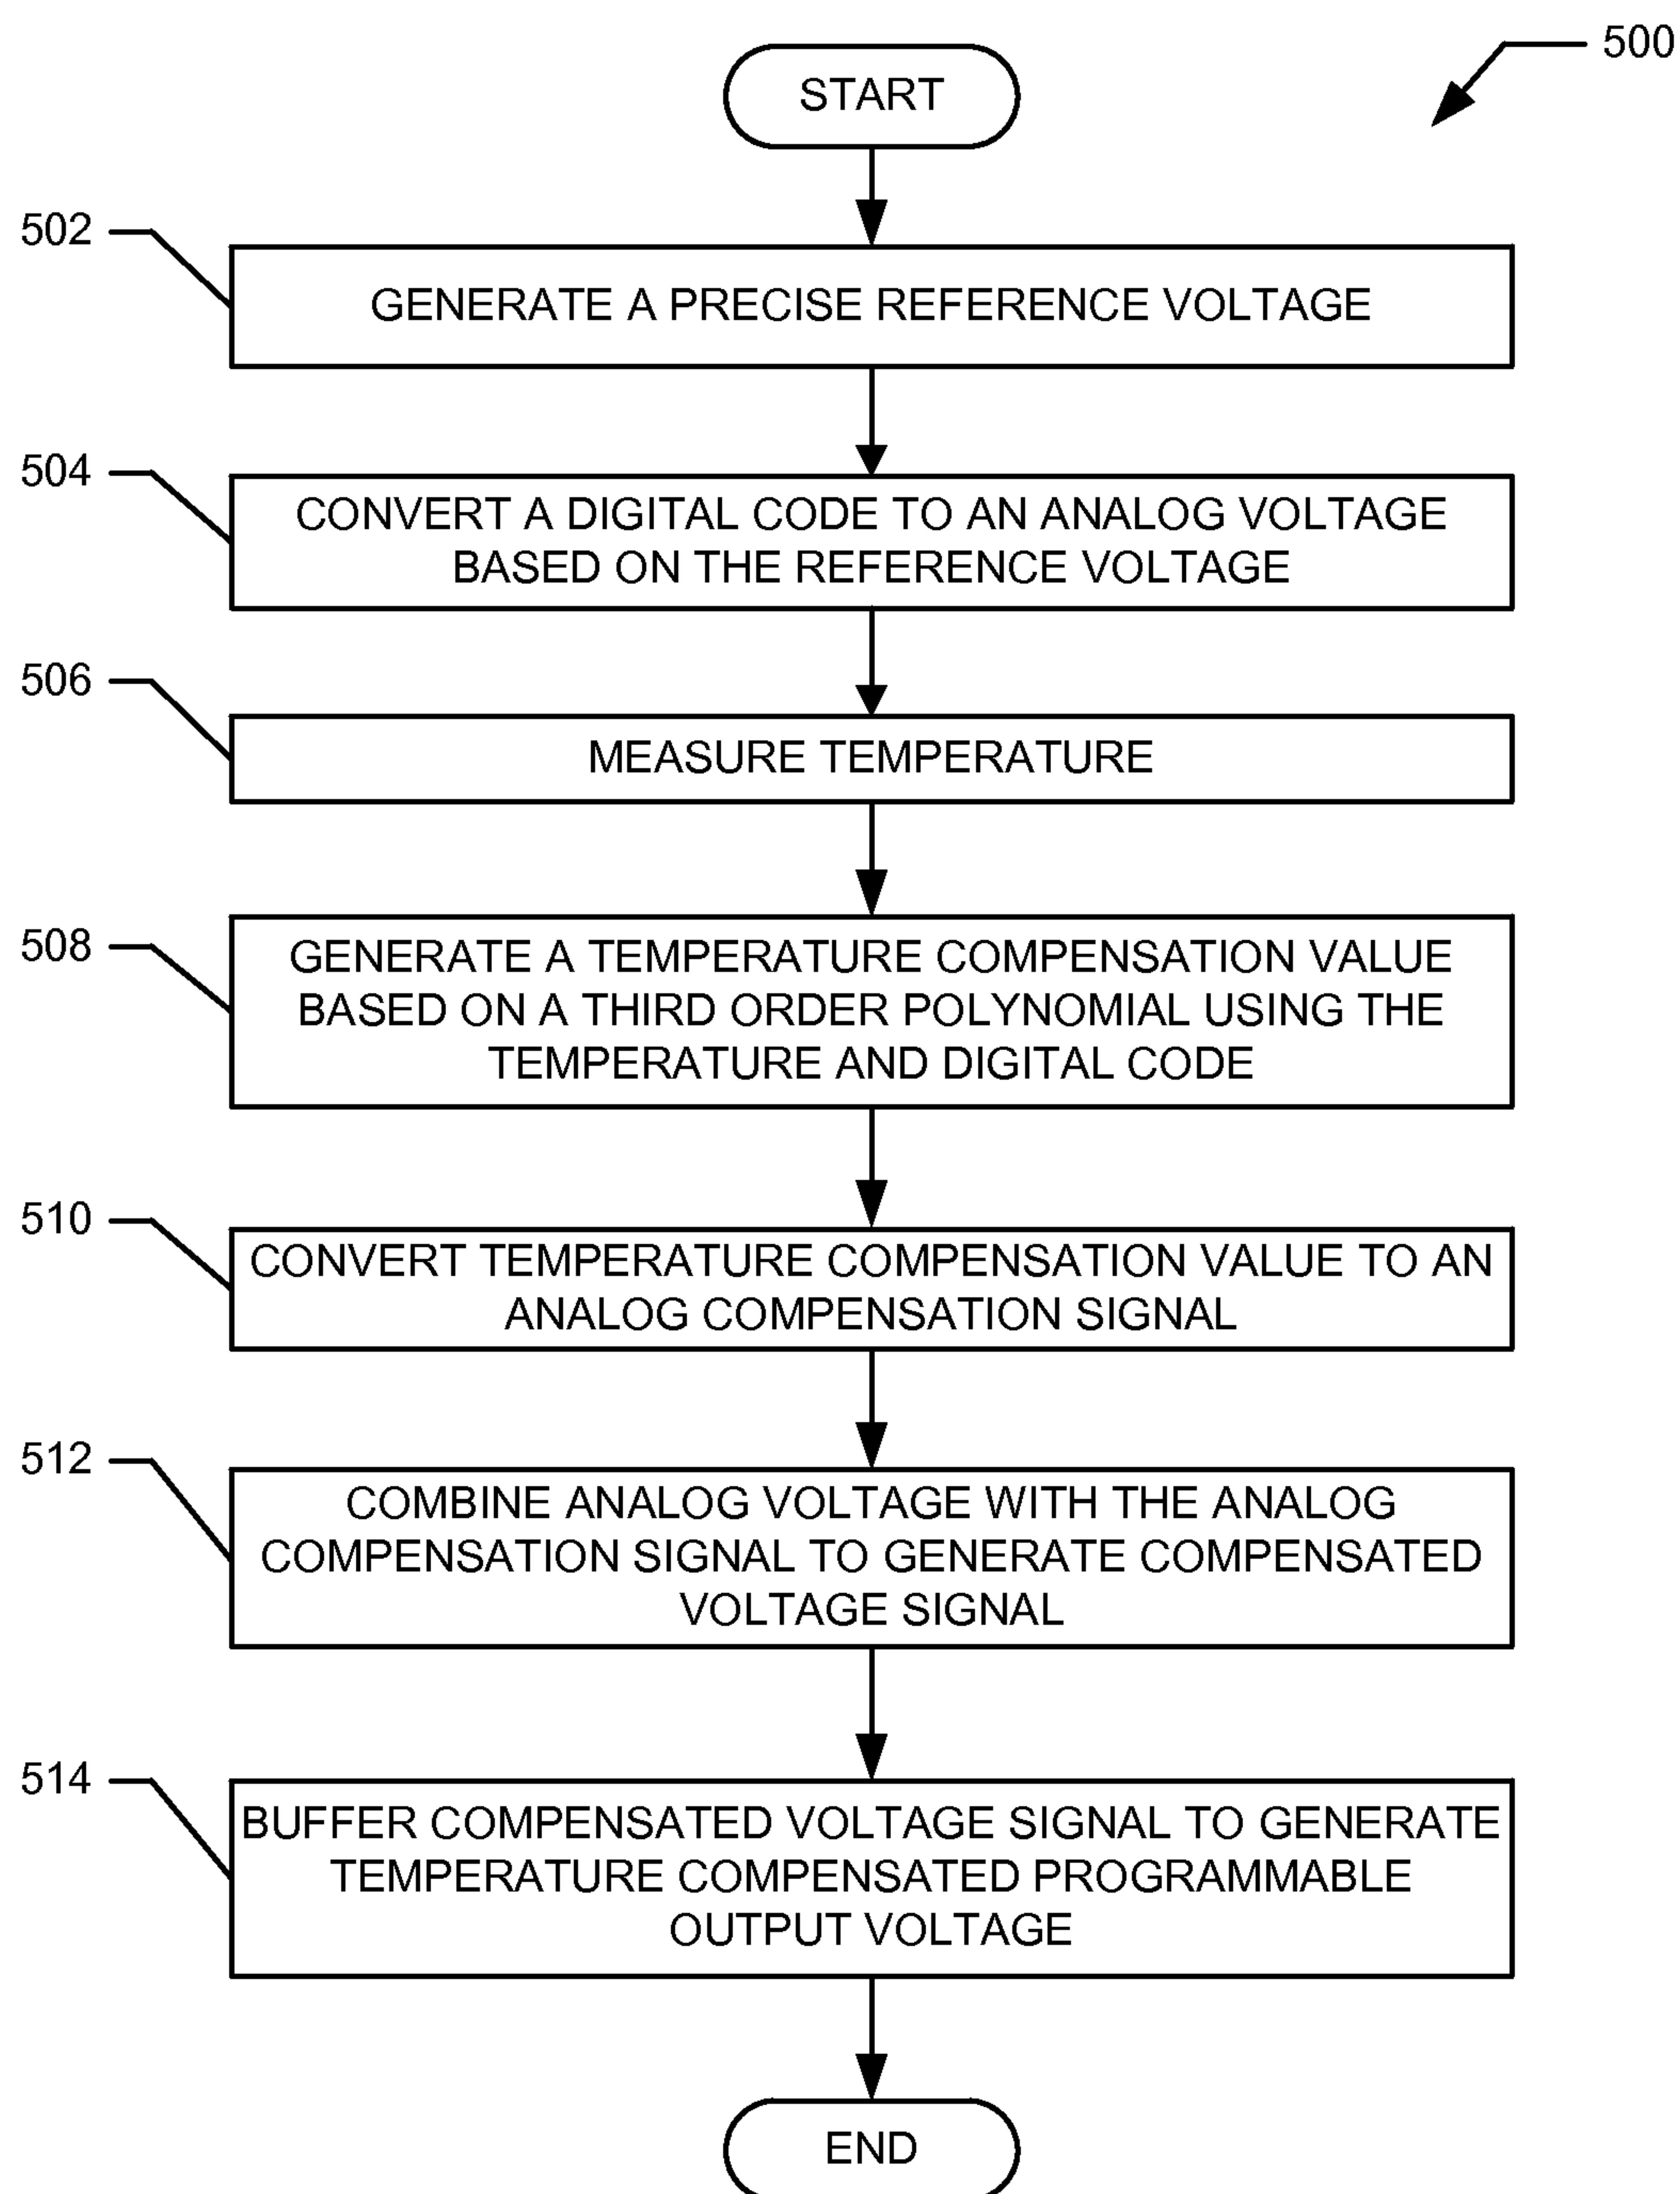 500
START
502
GENERATE A PRECISE REFERENCE VOLTAGE
504
CONVERT A DIGITAL CODE TO AN ANALOG VOLTAGE
BASED ON THE REFERENCE VOLTAGE
506
MEASURE TEMPERATURE
508
GENERATE A TEMPERATURE COMPENSATION VALUE
BASED ON A THIRD ORDER POLYNOMIAL USING THE
TEMPERATURE AND DIGITAL CODE
510
CONVERT TEMPERATURE COMPENSATION VALUE TO AN
ANALOG COMPENSATION SIGNAL
512
COMBINE ANALOG VOLTAGE WITH THE ANALOG
COMPENSATION SIGNAL TO GENERATE COMPENSATED
VOLTAGE SIGNAL
514
BUFFER COMPENSATED VOLTAGE SIGNAL TO GENERATE
TEMPERATURE COMPENSATED PROGRAMMABLE
OUTPUT VOLTAGE
END